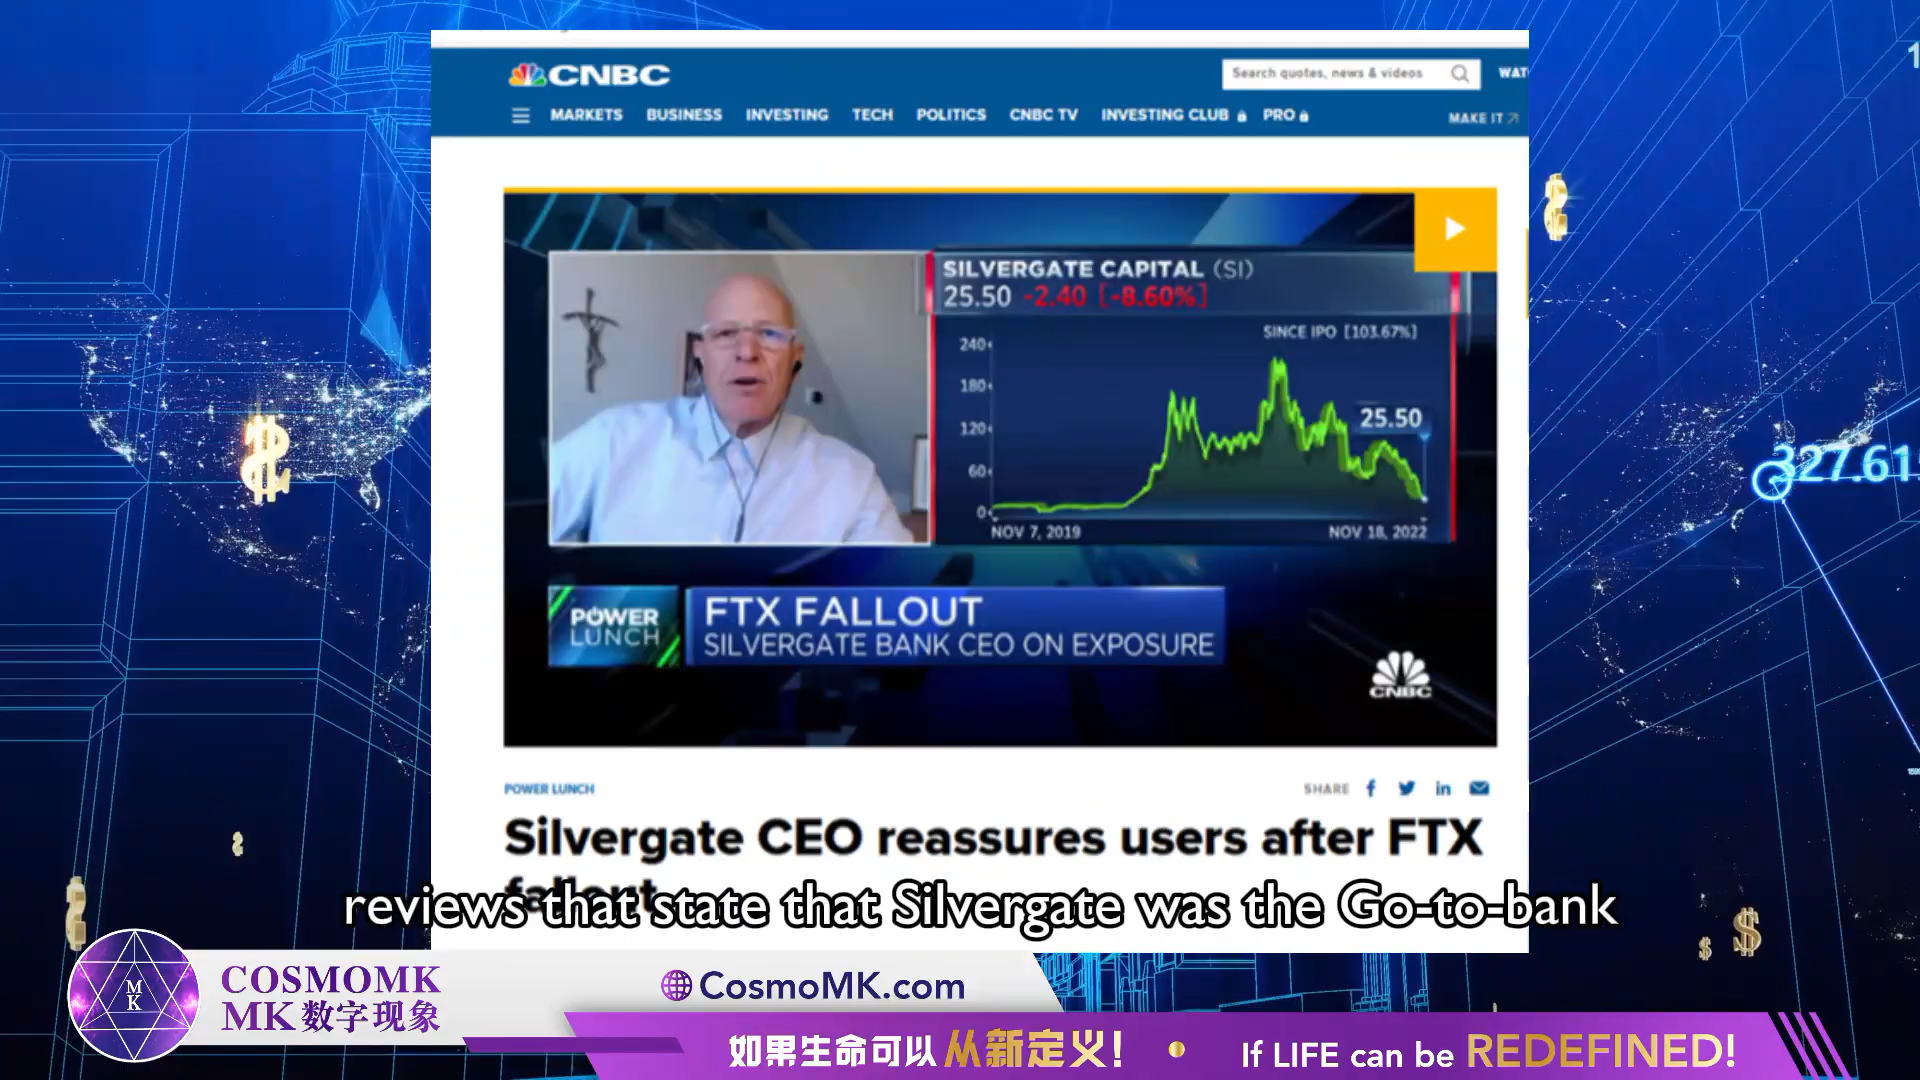 CNBC
Search quotes, news & videos
MARKETS BUSINESS INVESTING TECH POLITICS CNBC TV INVESTING CLUB PRO
MAKE IT
SILVERGATE CAPITAL (SI)
25.50 -2.40 [-8.60%]
SINCE IPO [103.67%]
240
180
120
60
0
25.50
NOV 7, 2019 NOV 18, 2022
POWER LUNCH
FTX FALLOUT
SILVERGATE BANK CEO ON EXPOSURE
CNBC
POWER LUNCH
SHARE
Silvergate CEO reassures users after FTX
fallout
reviews that state that Silvergate was the Go-to-bank
MK
COSMOMK
MK数字现象
CosmoMK.com
如果生命可以从新定义! • If LIFE can be REDEFINED!